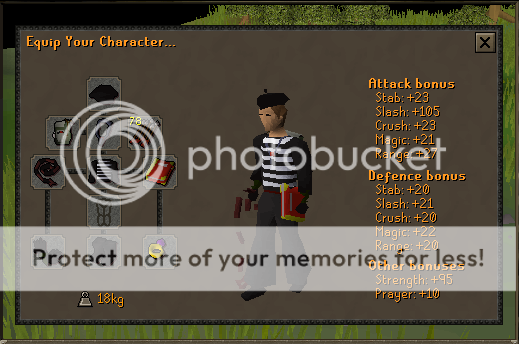 Equip Your Character...
Attack bonus
Stab: +23
Slash: +105
Crush: +23
Magic: +21
Range: +27
78
photobucket
Defence bonus
Stab: +20
Slash: +21
Crush: +20
Magic: +22
Range: +20
Protect more of your memories for less!
Other bonuses
Strength: +95
Prayer: +10
18kg